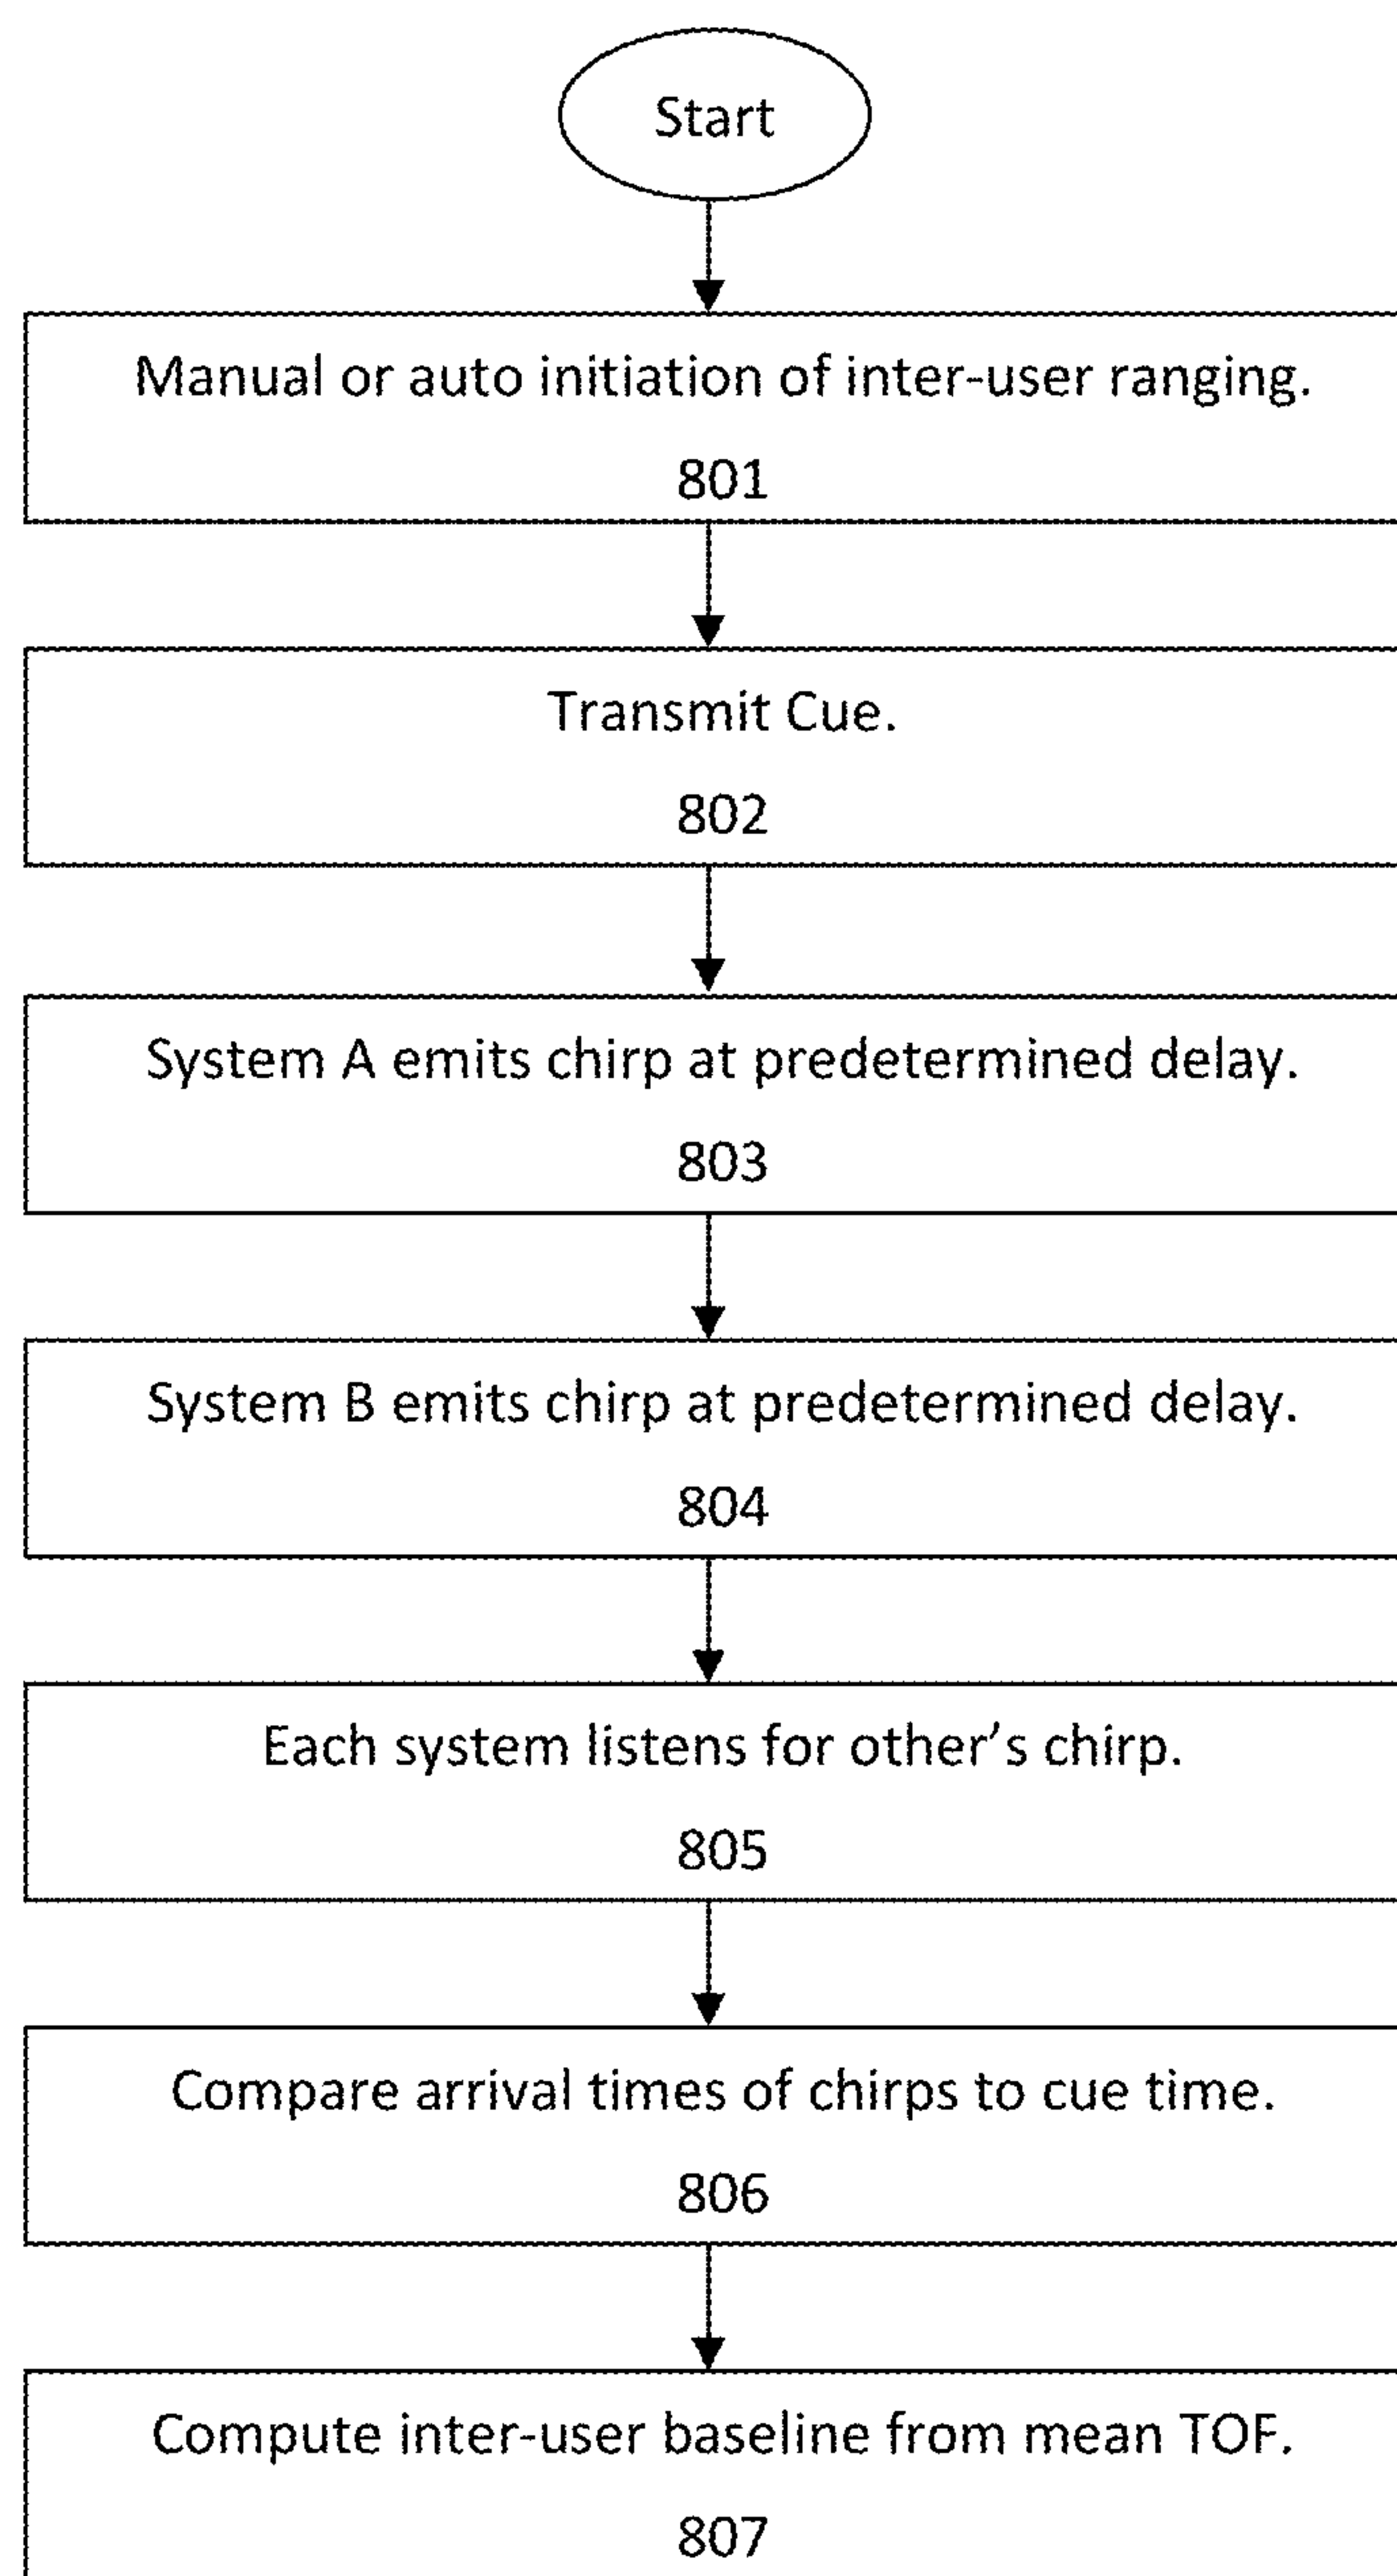 Start
Manual or auto initiation of inter-user ranging.
801
Transmit Cue.
802
System A emits chirp at predetermined delay.
803
System B emits chirp at predetermined delay.
804
Each system listens for other’s chirp.
805
Compare arrival times of chirps to cue time.
806
Compute inter-user baseline from mean TOF.
807